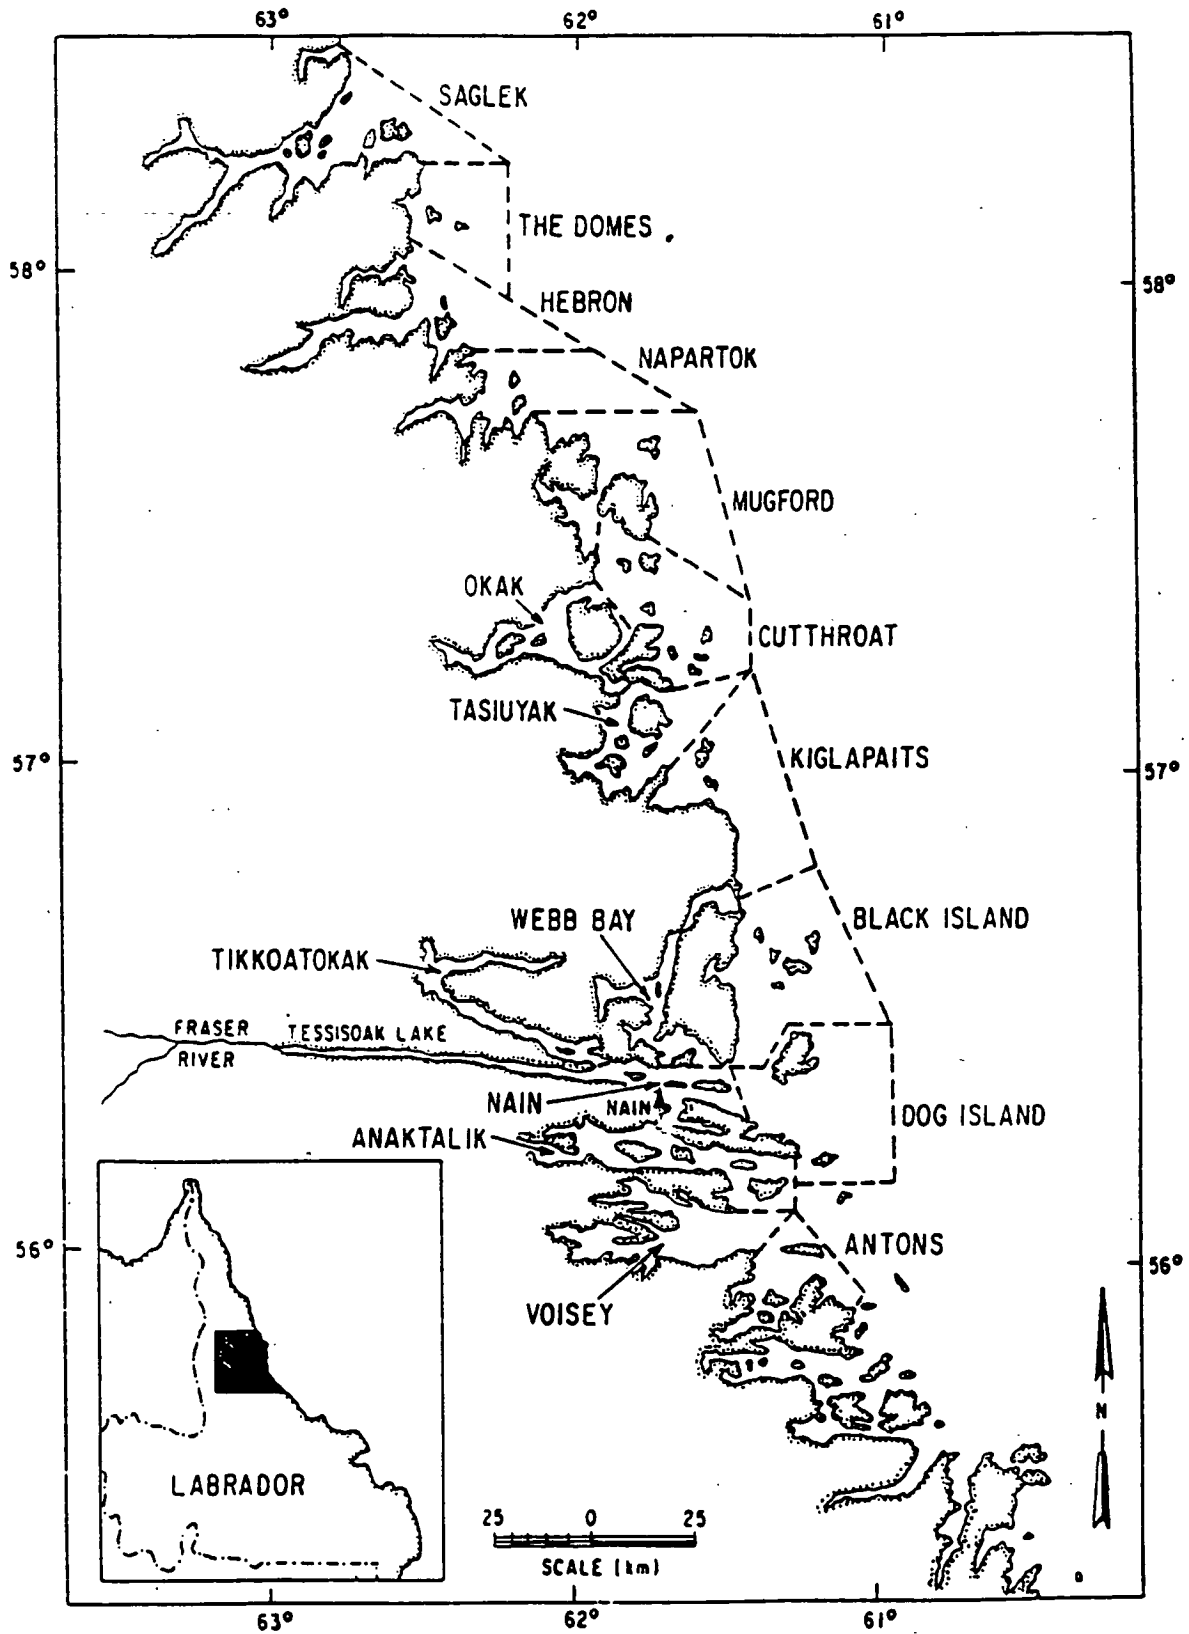 63° 62° 61°
SAGLEK
THE DOMES
58° 58°
HEBRON
NAPARTOK
MUGFORD
OKAK
CUTTHROAT
TASIUYAK
57° 57°
KIGLAPAITS
WEBB BAY
BLACK ISLAND
TIKKOATOKAK
FRASER
RIVER
TESSISOAK LAKE
NAIN
NAIN
DOG ISLAND
ANAKTALIK
56° 56°
ANTONS
VOISEY
N
LABRADOR
25 0 25
SCALE (km)
63° 62° 61°